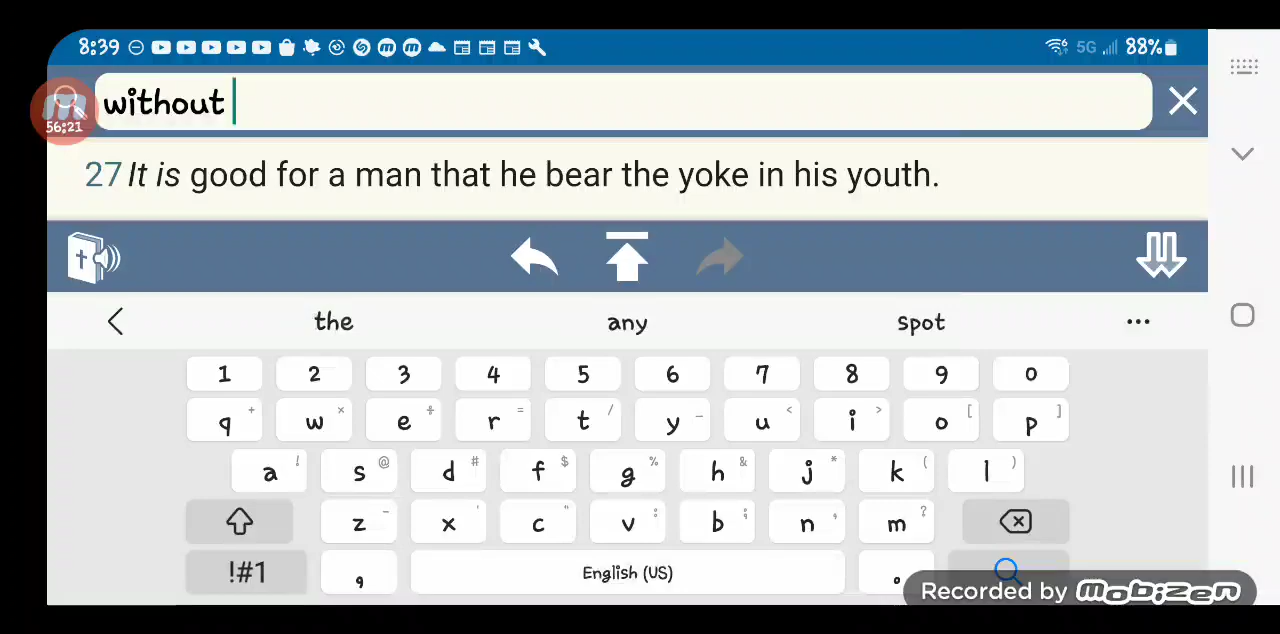 8:39 5G 88%
without
56:21
27 It is good for a man that he bear the yoke in his youth.
the any spot
1 2 3 4 5 6 7 8 9 0
q + w × e ÷ r = t / y _ u < i > o [ p ]
a ! s @ d # f $ g % h & j * k ( l )
z - x ' c " v : b ; n , m ?
!#1 , English (US) .
Recorded by mobizen